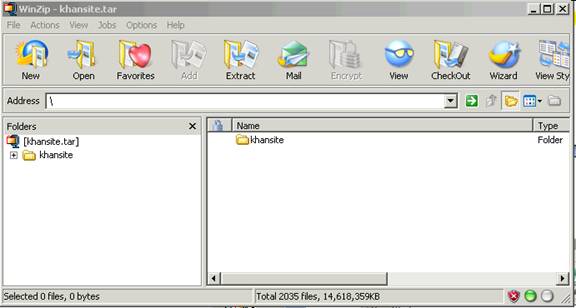 WinZip - khansite.tar
File Actions View Jobs Options Help
New Open Favorites Add Extract Mail Encrypt View CheckOut Wizard View Sty
Address \
Folders
[khansite.tar]
khansite
Name Type
khansite Folder
Selected 0 files, 0 bytes Total 2035 files, 14,618,359KB